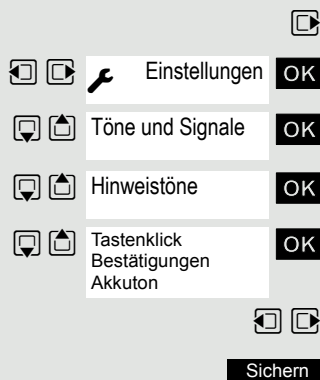 Einstellungen OK
Töne und Signale OK
Hinweistöne OK
Tastenklick OK
Bestätigungen
Akkuton
Sichern